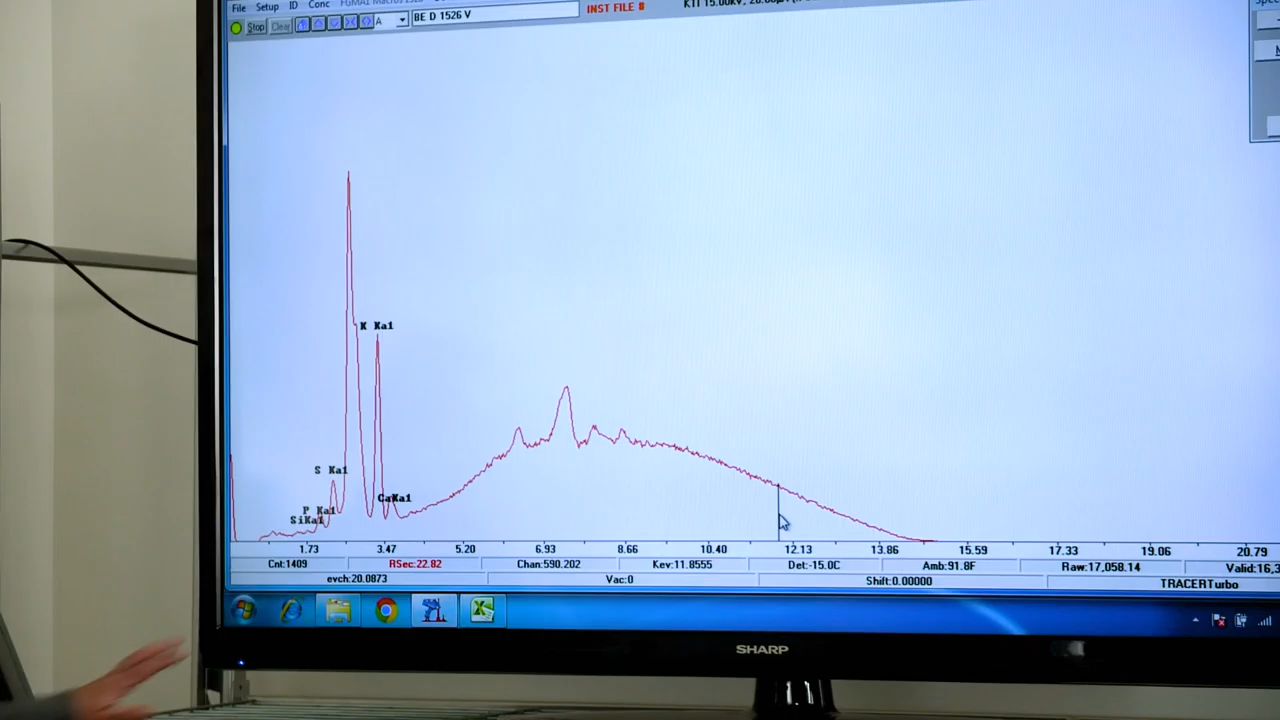 File Setup ID Conc
Stop Clear A BE D 1526 V INST FILE 8
K Ka1
S Ka1
CaKa1
P Ka1
SiKa1
1.73 3.47 5.20 6.93 8.66 10.40 12.13 13.86 15.59 17.33 19.06 20.79
Cnt:1409 RSec:22.82 Chan:590.202 Kev:11.8555 Det:-15.0C Amb:91.8F Raw:17,058.14
evch:20.0873 Vac:0 Shift:0.00000 TRACERTurbo
SHARP